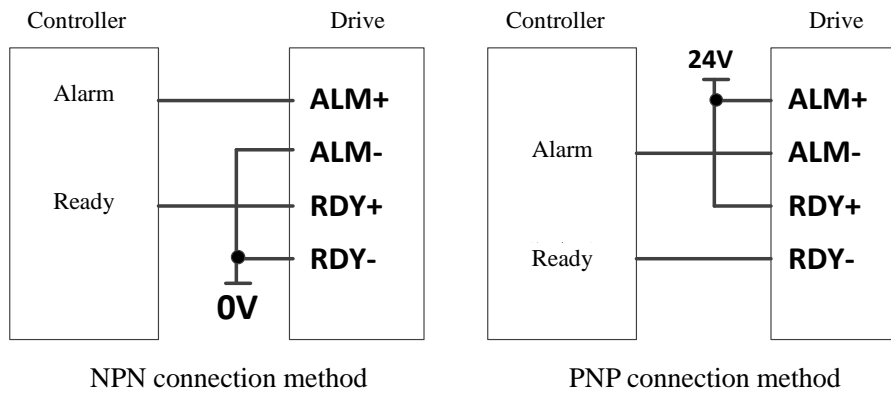 Controller
Drive
Alarm
Ready
ALM+
ALM-
RDY+
RDY-
0V
NPN connection method
Controller
Drive
24V
Alarm
Ready
ALM+
ALM-
RDY+
RDY-
PNP connection method